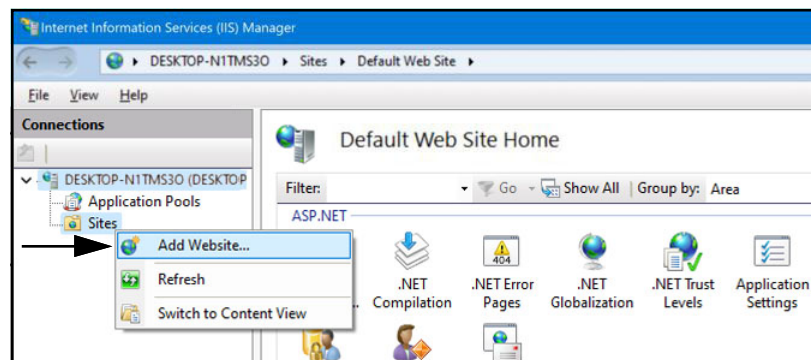 Internet Information Services (IIS) Manager
DESKTOP-N1TMS3O Sites Default Web Site
File View Help
Connections
Default Web Site Home
DESKTOP-N1TMS3O (DESKTOP
Application Pools
Sites
Filter: Go Show All Group by: Area
ASP.NET
Add Website...
Refresh
Switch to Content View
.NET Compilation
.NET Error Pages
.NET Globalization
.NET Trust Levels
Application Settings
404